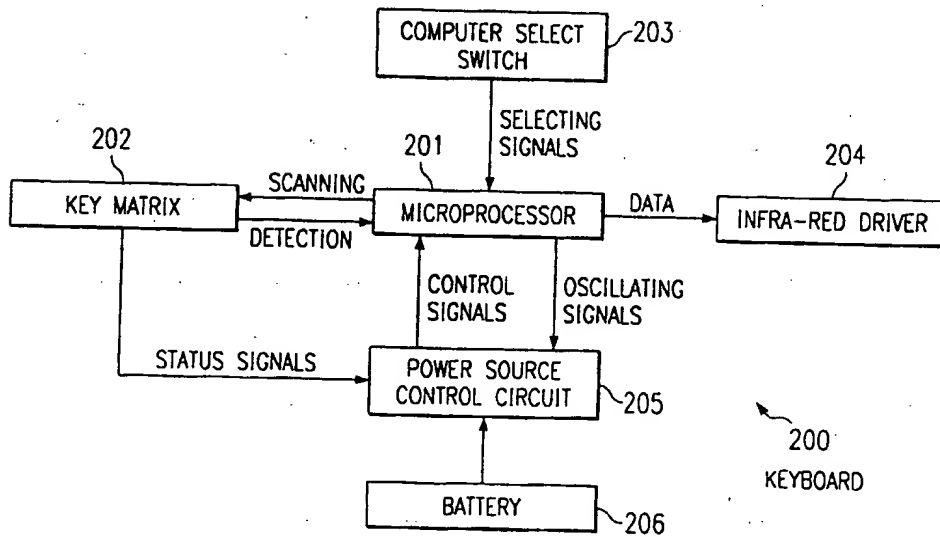 COMPUTER SELECT
SWITCH
203
SELECTING
SIGNALS
202
201
204
KEY MATRIX
SCANNING
DETECTION
MICROPROCESSOR
DATA
INFRA-RED DRIVER
CONTROL
SIGNALS
OSCILLATING
SIGNALS
STATUS SIGNALS
POWER SOURCE
CONTROL CIRCUIT
205
200
KEYBOARD
BATTERY
206